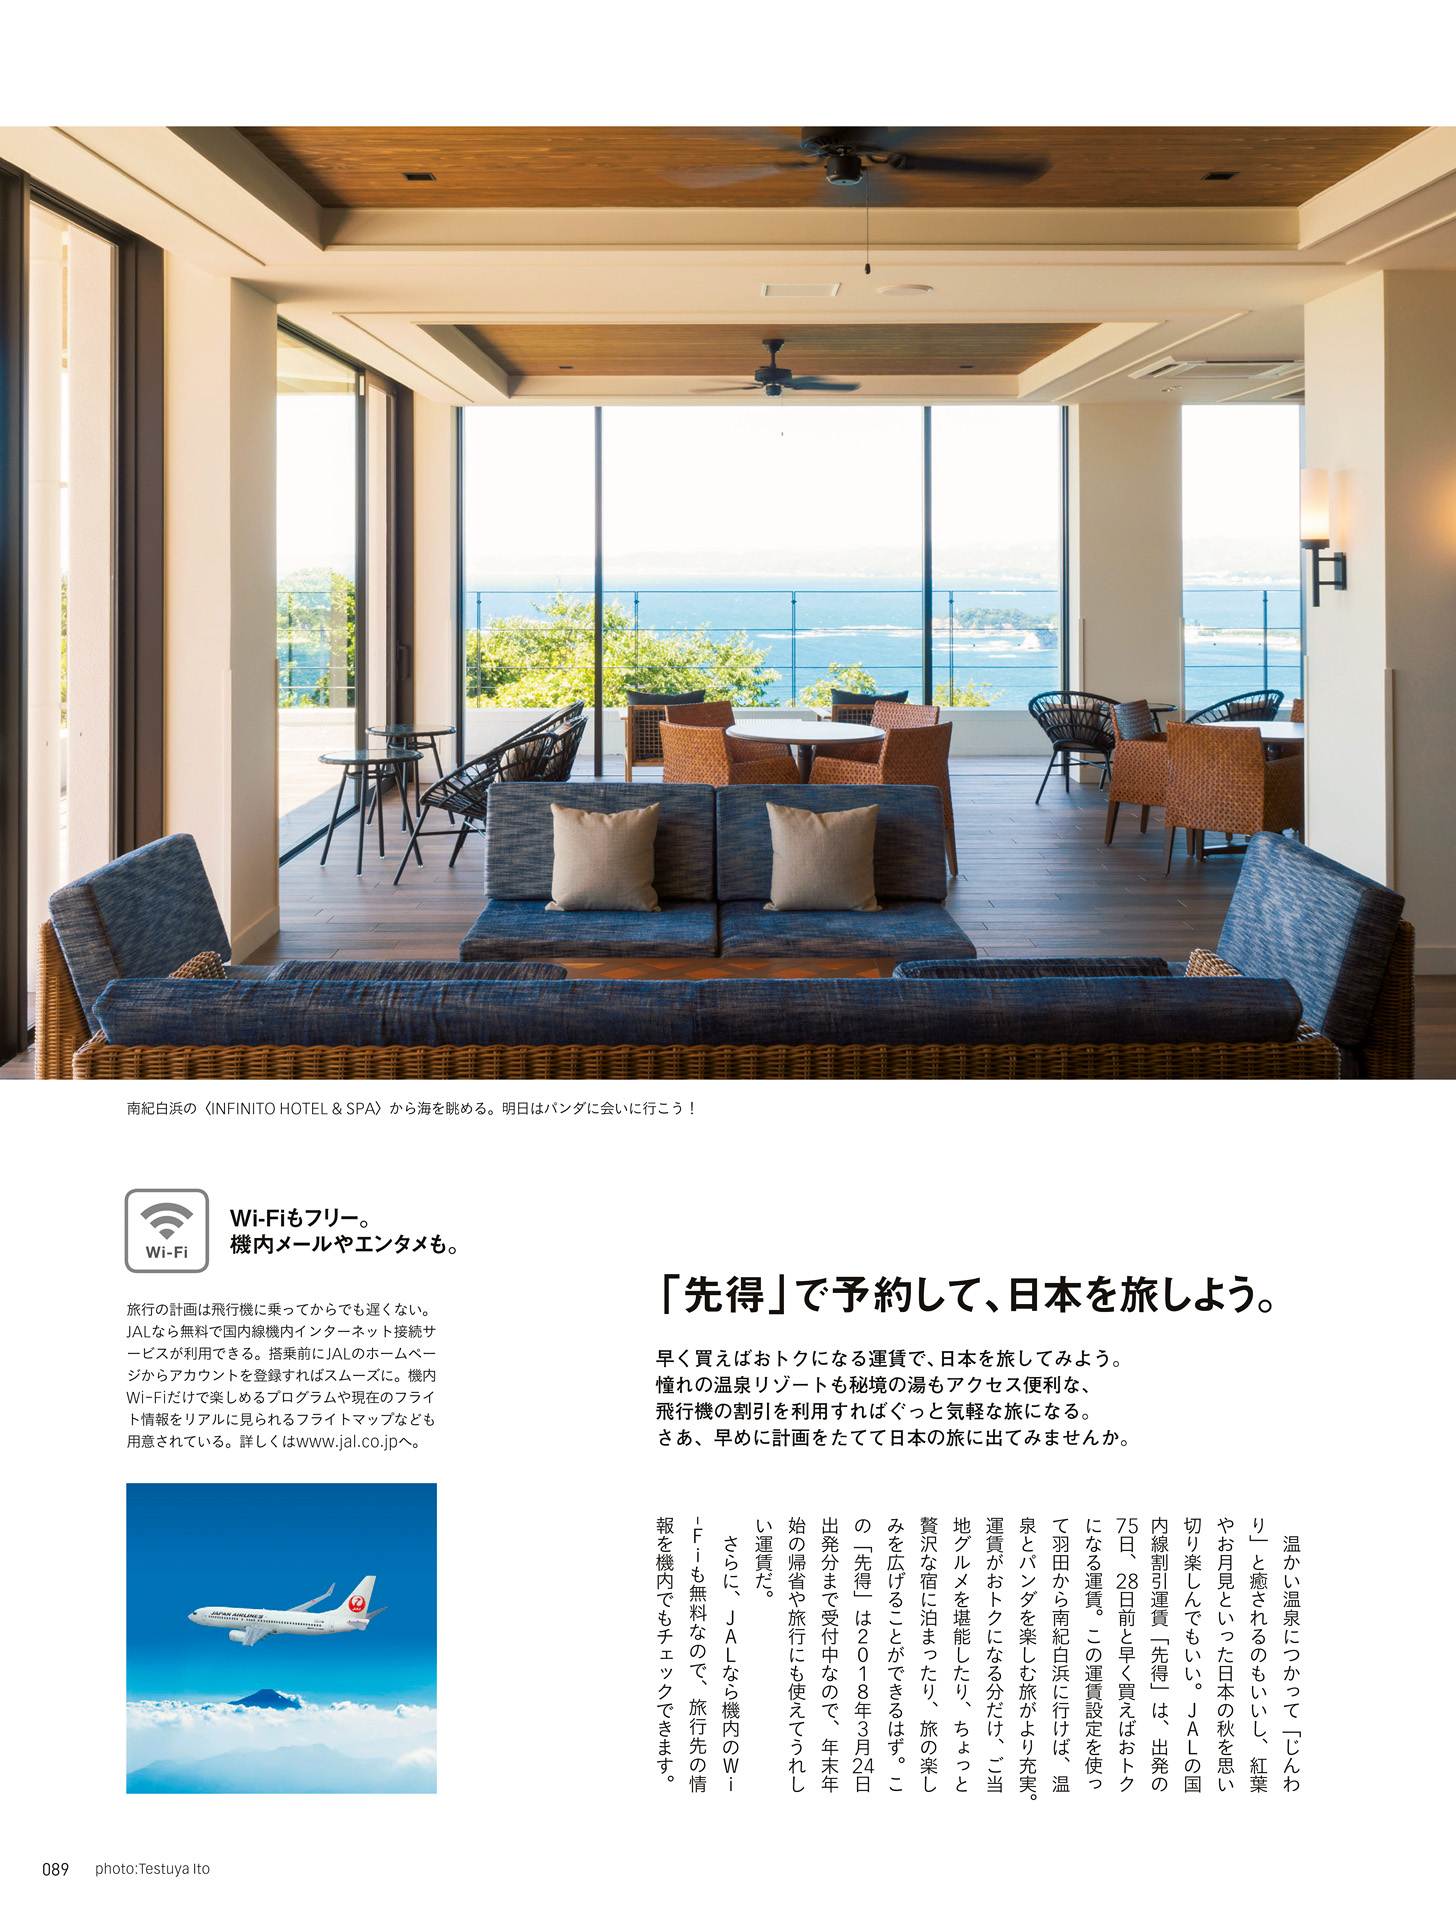 南紀白浜の〈INFINITO HOTEL & SPA〉から海を眺める。明日はパンダに会いに行こう！
Wi-Fi
Wi-Fiもフリー。
機内メールやエンタメも。
旅行の計画は飛行機に乗ってからでも遅くない。
JALなら無料で国内線機内インターネット接続サ
ービスが利用できる。搭乗前にJALのホームペー
ジからアカウントを登録すればスムーズに。機内
Wi-Fiだけで楽しめるプログラムや現在のフライ
ト情報をリアルに見られるフライトマップなども
用意されている。詳しくはwww.jal.co.jpへ。
JAPAN AIRLINES
JAL
「先得」で予約して、日本を旅しよう。
早く買えばおトクになる運賃で、日本を旅してみよう。
憧れの温泉リゾートも秘境の湯もアクセス便利な、
飛行機の割引を利用すればぐっと気軽な旅になる。
さあ、早めに計画をたてて日本の旅に出てみませんか。
温かい温泉につかって「じんわ
り」と癒されるのもいいし、紅葉
やお月見といった日本の秋を思い
切り楽しんでもいい。JALの国
内線割引運賃「先得」は、出発の
75日、28日前と早く買えばおトク
になる運賃。この運賃設定を使っ
て羽田から南紀白浜に行けば、温
泉とパンダを楽しむ旅がより充実。
運賃がおトクになる分だけ、ご当
地グルメを堪能したり、ちょっと
贅沢な宿に泊まったり、旅の楽し
みを広げることができるはず。こ
の「先得」は2018年3月24日
出発分まで受付中なので、年末年
始の帰省や旅行にも使えてうれし
い運賃だ。
さらに、JALなら機内のWi
-Fiも無料なので、旅行先の情
報を機内でもチェックできます。
089
photo:Testuya Ito